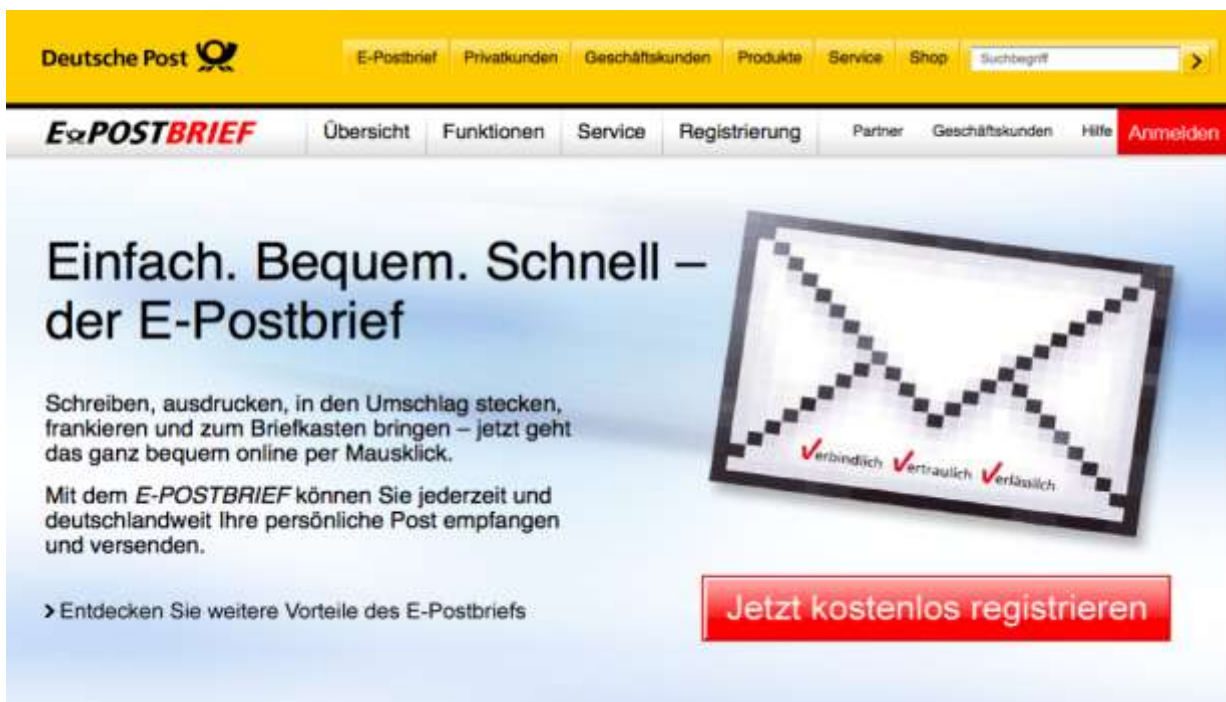 Deutsche Post
E-Postbrief Privatkunden Geschäftskunden Produkte Service Shop Suchbegriff
E POSTBRIEF Übersicht Funktionen Service Registrierung Partner Geschäftskunden Hilfe Anmelden
Einfach. Bequem. Schnell –
der E-Postbrief
Schreiben, ausdrucken, in den Umschlag stecken,
frankieren und zum Briefkasten bringen – jetzt geht
das ganz bequem online per Mausklick.
Mit dem E-POSTBRIEF können Sie jederzeit und
deutschlandweit Ihre persönliche Post empfangen
und versenden.
> Entdecken Sie weitere Vorteile des E-Postbriefs
Verbindlich Vertraulich Verlässlich
Jetzt kostenlos registrieren